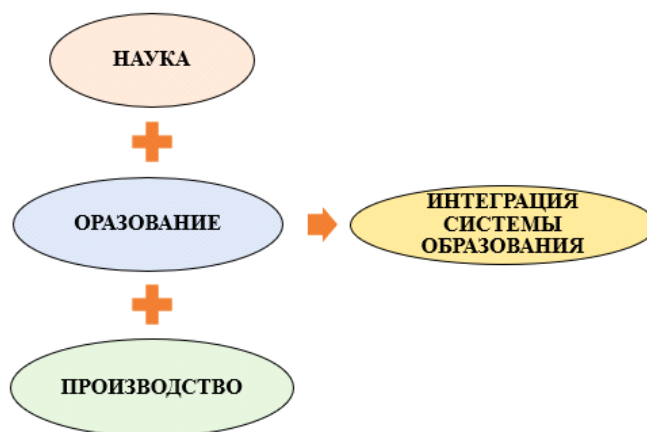 НАУКА
ОРАЗОВАНИЕ
ИНТЕГРАЦИЯ
СИСТЕМЫ
ОБРАЗОВАНИЯ
ПРОИЗВОДСТВО